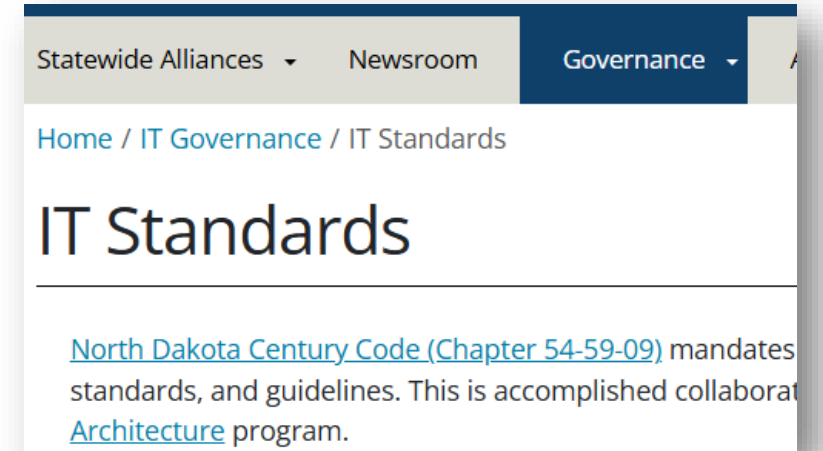 Statewide Alliances Newsroom Governance
Home / IT Governance / IT Standards
IT Standards
North Dakota Century Code (Chapter 54-59-09) mandates
standards, and guidelines. This is accomplished collaborat
Architecture program.